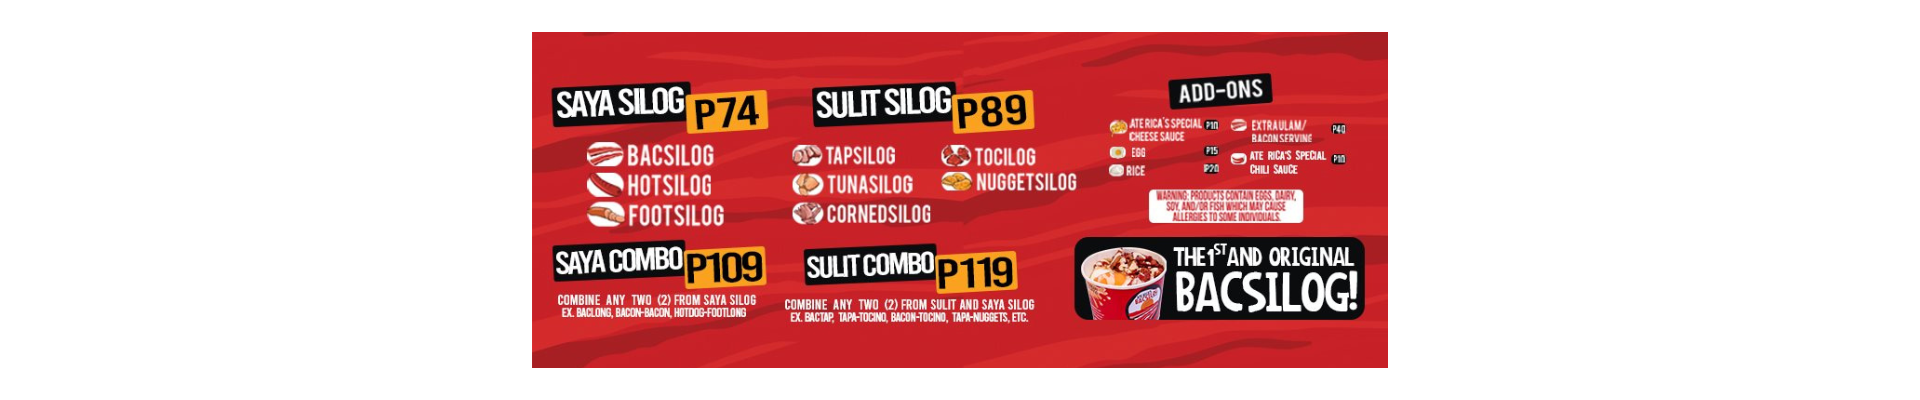 SAYA SILOG P74
BACSILOG
HOTSILOG
FOOTSILOG
SULIT SILOG P89
TAPSILOG
TUNASILOG
CORNEDSILOG
TOCILOG
NUGGETSILOG
SAYA COMBO P109
COMBINE ANY TWO (2) FROM SAYA SILOG
EX. BACLONG, BACON-BACON, HOTDOG-FOOTLONG
SULIT COMBO P119
COMBINE ANY TWO (2) FROM SULIT AND SAYA SILOG
EX. BACTAP, TAPA-TOCINO, BACON-TOCINO, TAPA-NUGGETS, ETC.
ADD-ONS
ATE RICA'S SPECIAL P10
CHEESE SAUCE
EGG P15
RICE P20
EXTRA ULAM/ P40
BACON SERVING
ATE RICA'S SPECIAL P10
CHILI SAUCE
WARNING: PRODUCTS CONTAIN EGGS, DAIRY,
SOY, AND/OR FISH WHICH MAY CAUSE
ALLERGIES TO SOME INDIVIDUALS.
THE 1ST AND ORIGINAL
BACSILOG!